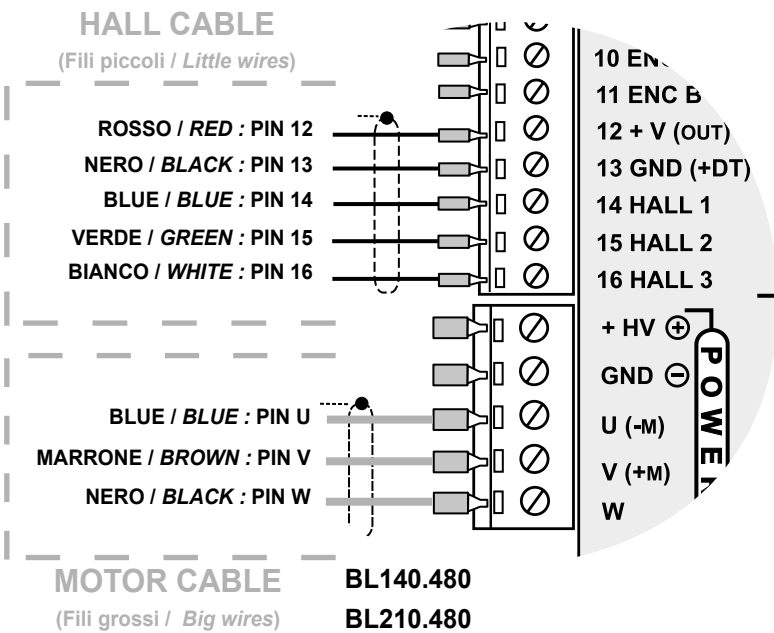 HALL CABLE
(Fili piccoli / Little wires)
ROSSO / RED : PIN 12
NERO / BLACK : PIN 13
BLUE / BLUE : PIN 14
VERDE / GREEN : PIN 15
BIANCO / WHITE : PIN 16
10
11 ENC B
12 + V (OUT)
13 GND (+DT)
14 HALL 1
15 HALL 2
16 HALL 3
+ HV +
GND −
U (-M)
V (+M)
W
POWER
BLUE / BLUE : PIN U
MARRONE / BROWN : PIN V
NERO / BLACK : PIN W
MOTOR CABLE
(Fili grossi / Big wires)
BL140.480
BL210.480